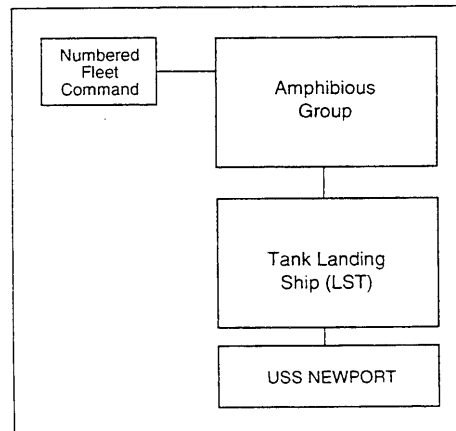 Numbered
Fleet
Command
Amphibious
Group
Tank Landing
Ship (LST)
USS NEWPORT